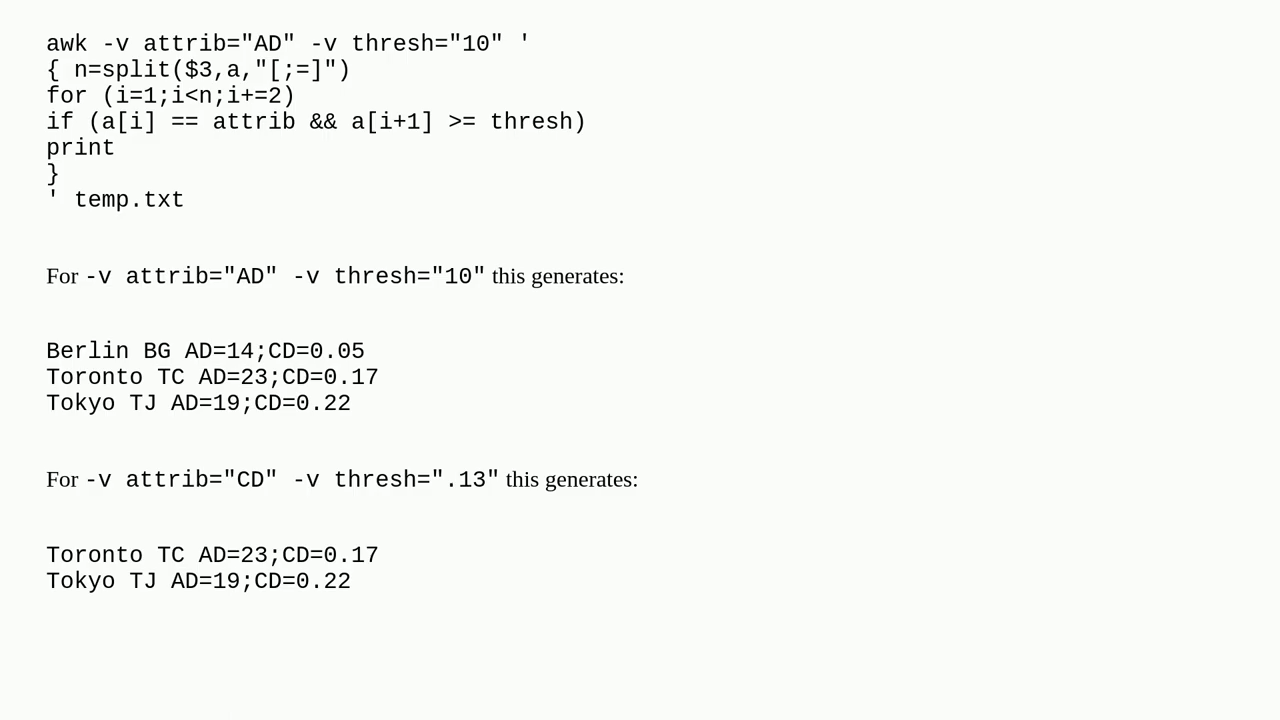 awk -v attrib="AD" -v thresh="10" '
{ n=split($3,a,"[;=]")
for (i=1;i<n;i+=2)
if (a[i] == attrib && a[i+1] >= thresh)
print
}
' temp.txt
For -v attrib="AD" -v thresh="10" this generates:
Berlin BG AD=14;CD=0.05
Toronto TC AD=23;CD=0.17
Tokyo TJ AD=19;CD=0.22
For -v attrib="CD" -v thresh=".13" this generates:
Toronto TC AD=23;CD=0.17
Tokyo TJ AD=19;CD=0.22